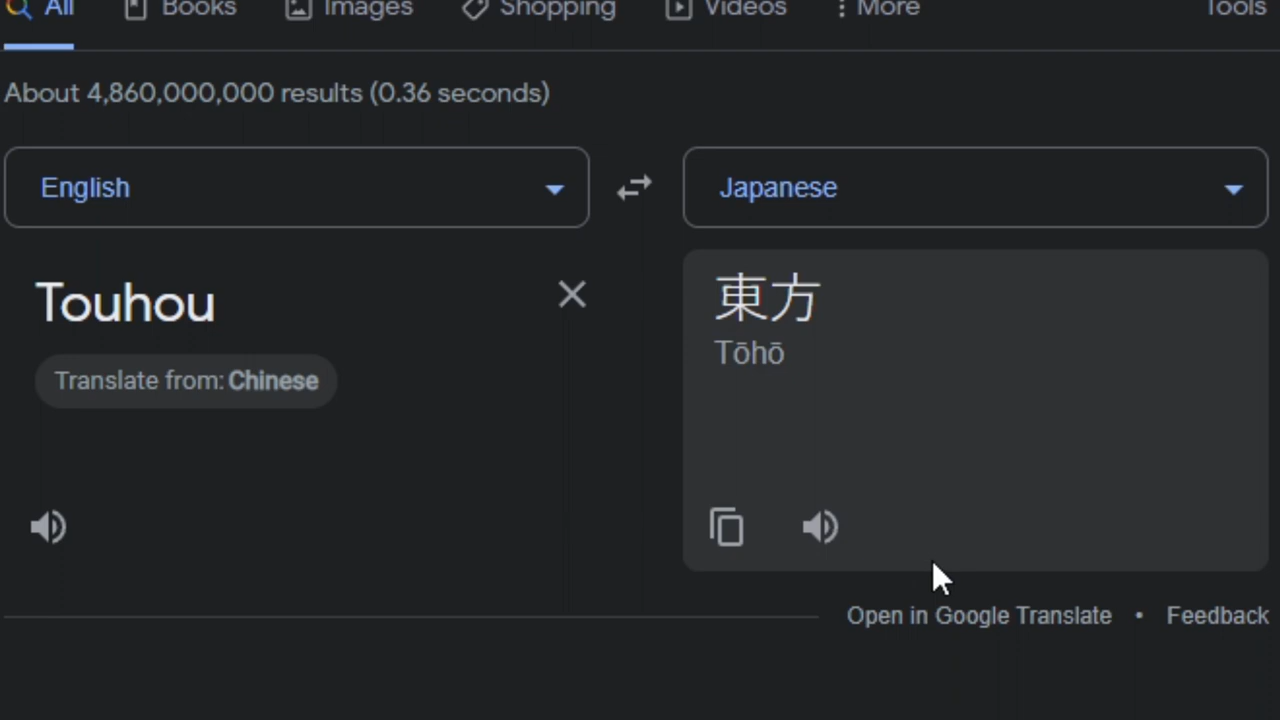 All Books Images Shopping Videos More Tools
About 4,860,000,000 results (0.36 seconds)
English Japanese
Touhou 東方
Tōhō
Translate from: Chinese
Open in Google Translate • Feedback